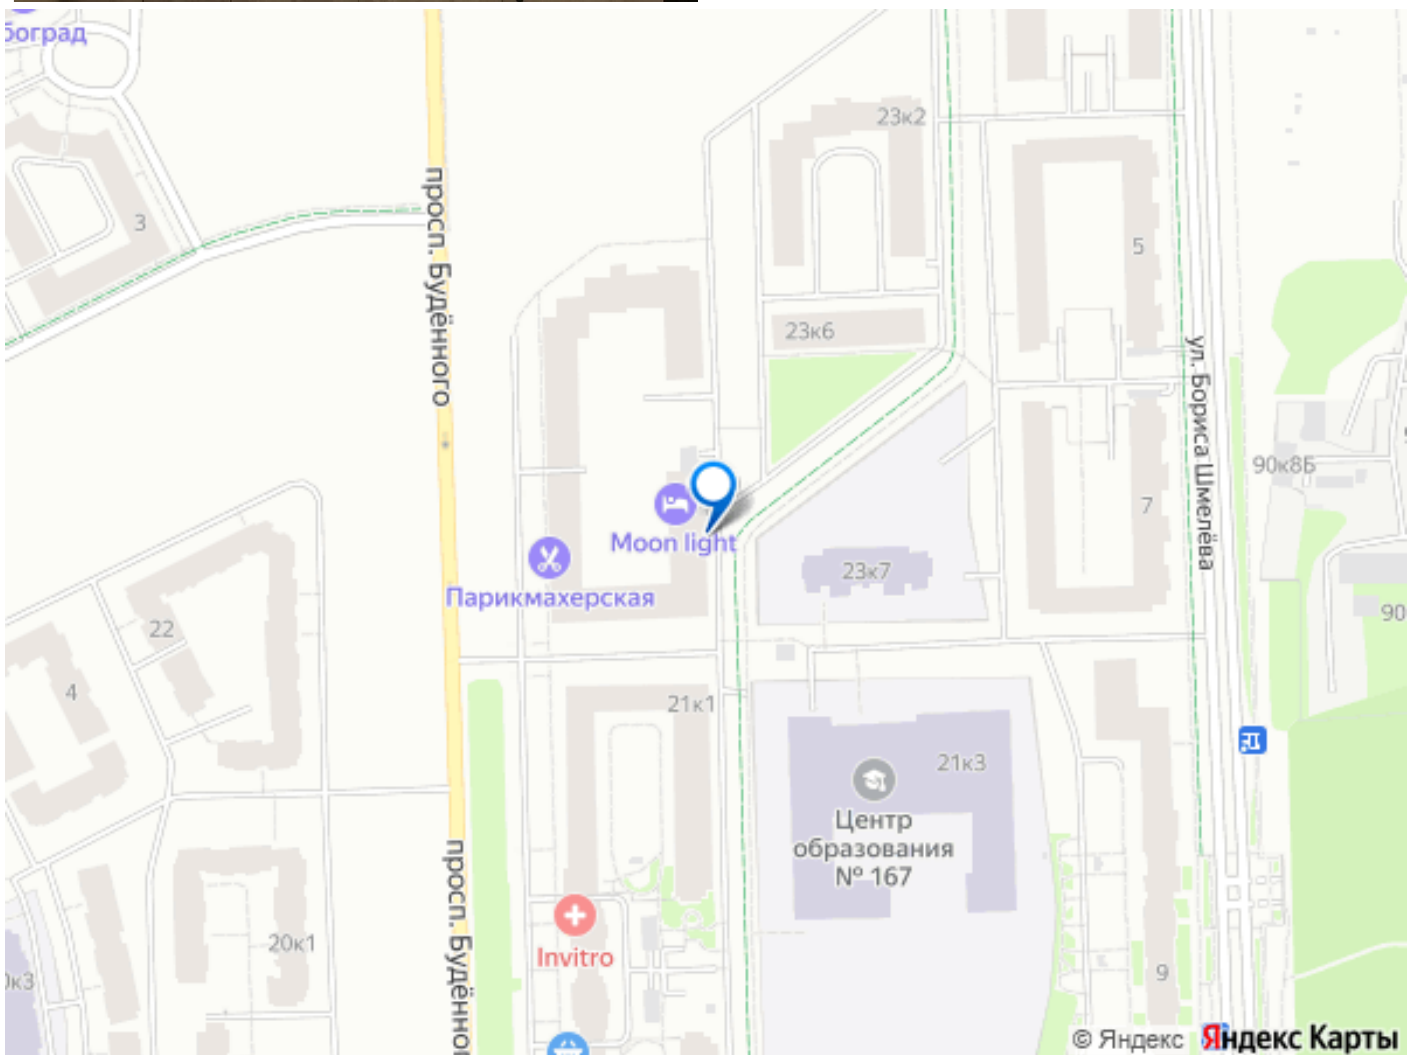 боград
23к2
3
просп. Будённого
5
23к6
ул. Бориса Шмелёва
90к8Б
7
Moon light
23к7
Парикмахерская
22
90
4
21к1
21к3
Центр
образования
№ 167
просп. Будённого
20к1
Invitro
9
© Яндекс
Яндекс Карты